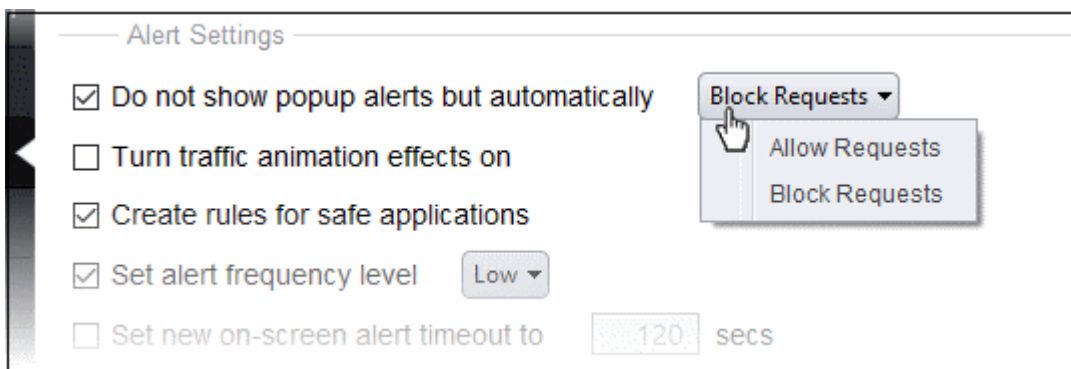 Alert Settings
Do not show popup alerts but automatically Block Requests
Allow Requests
Turn traffic animation effects on
Block Requests
Create rules for safe applications
Set alert frequency level Low
Set new on-screen alert timeout to 120 secs